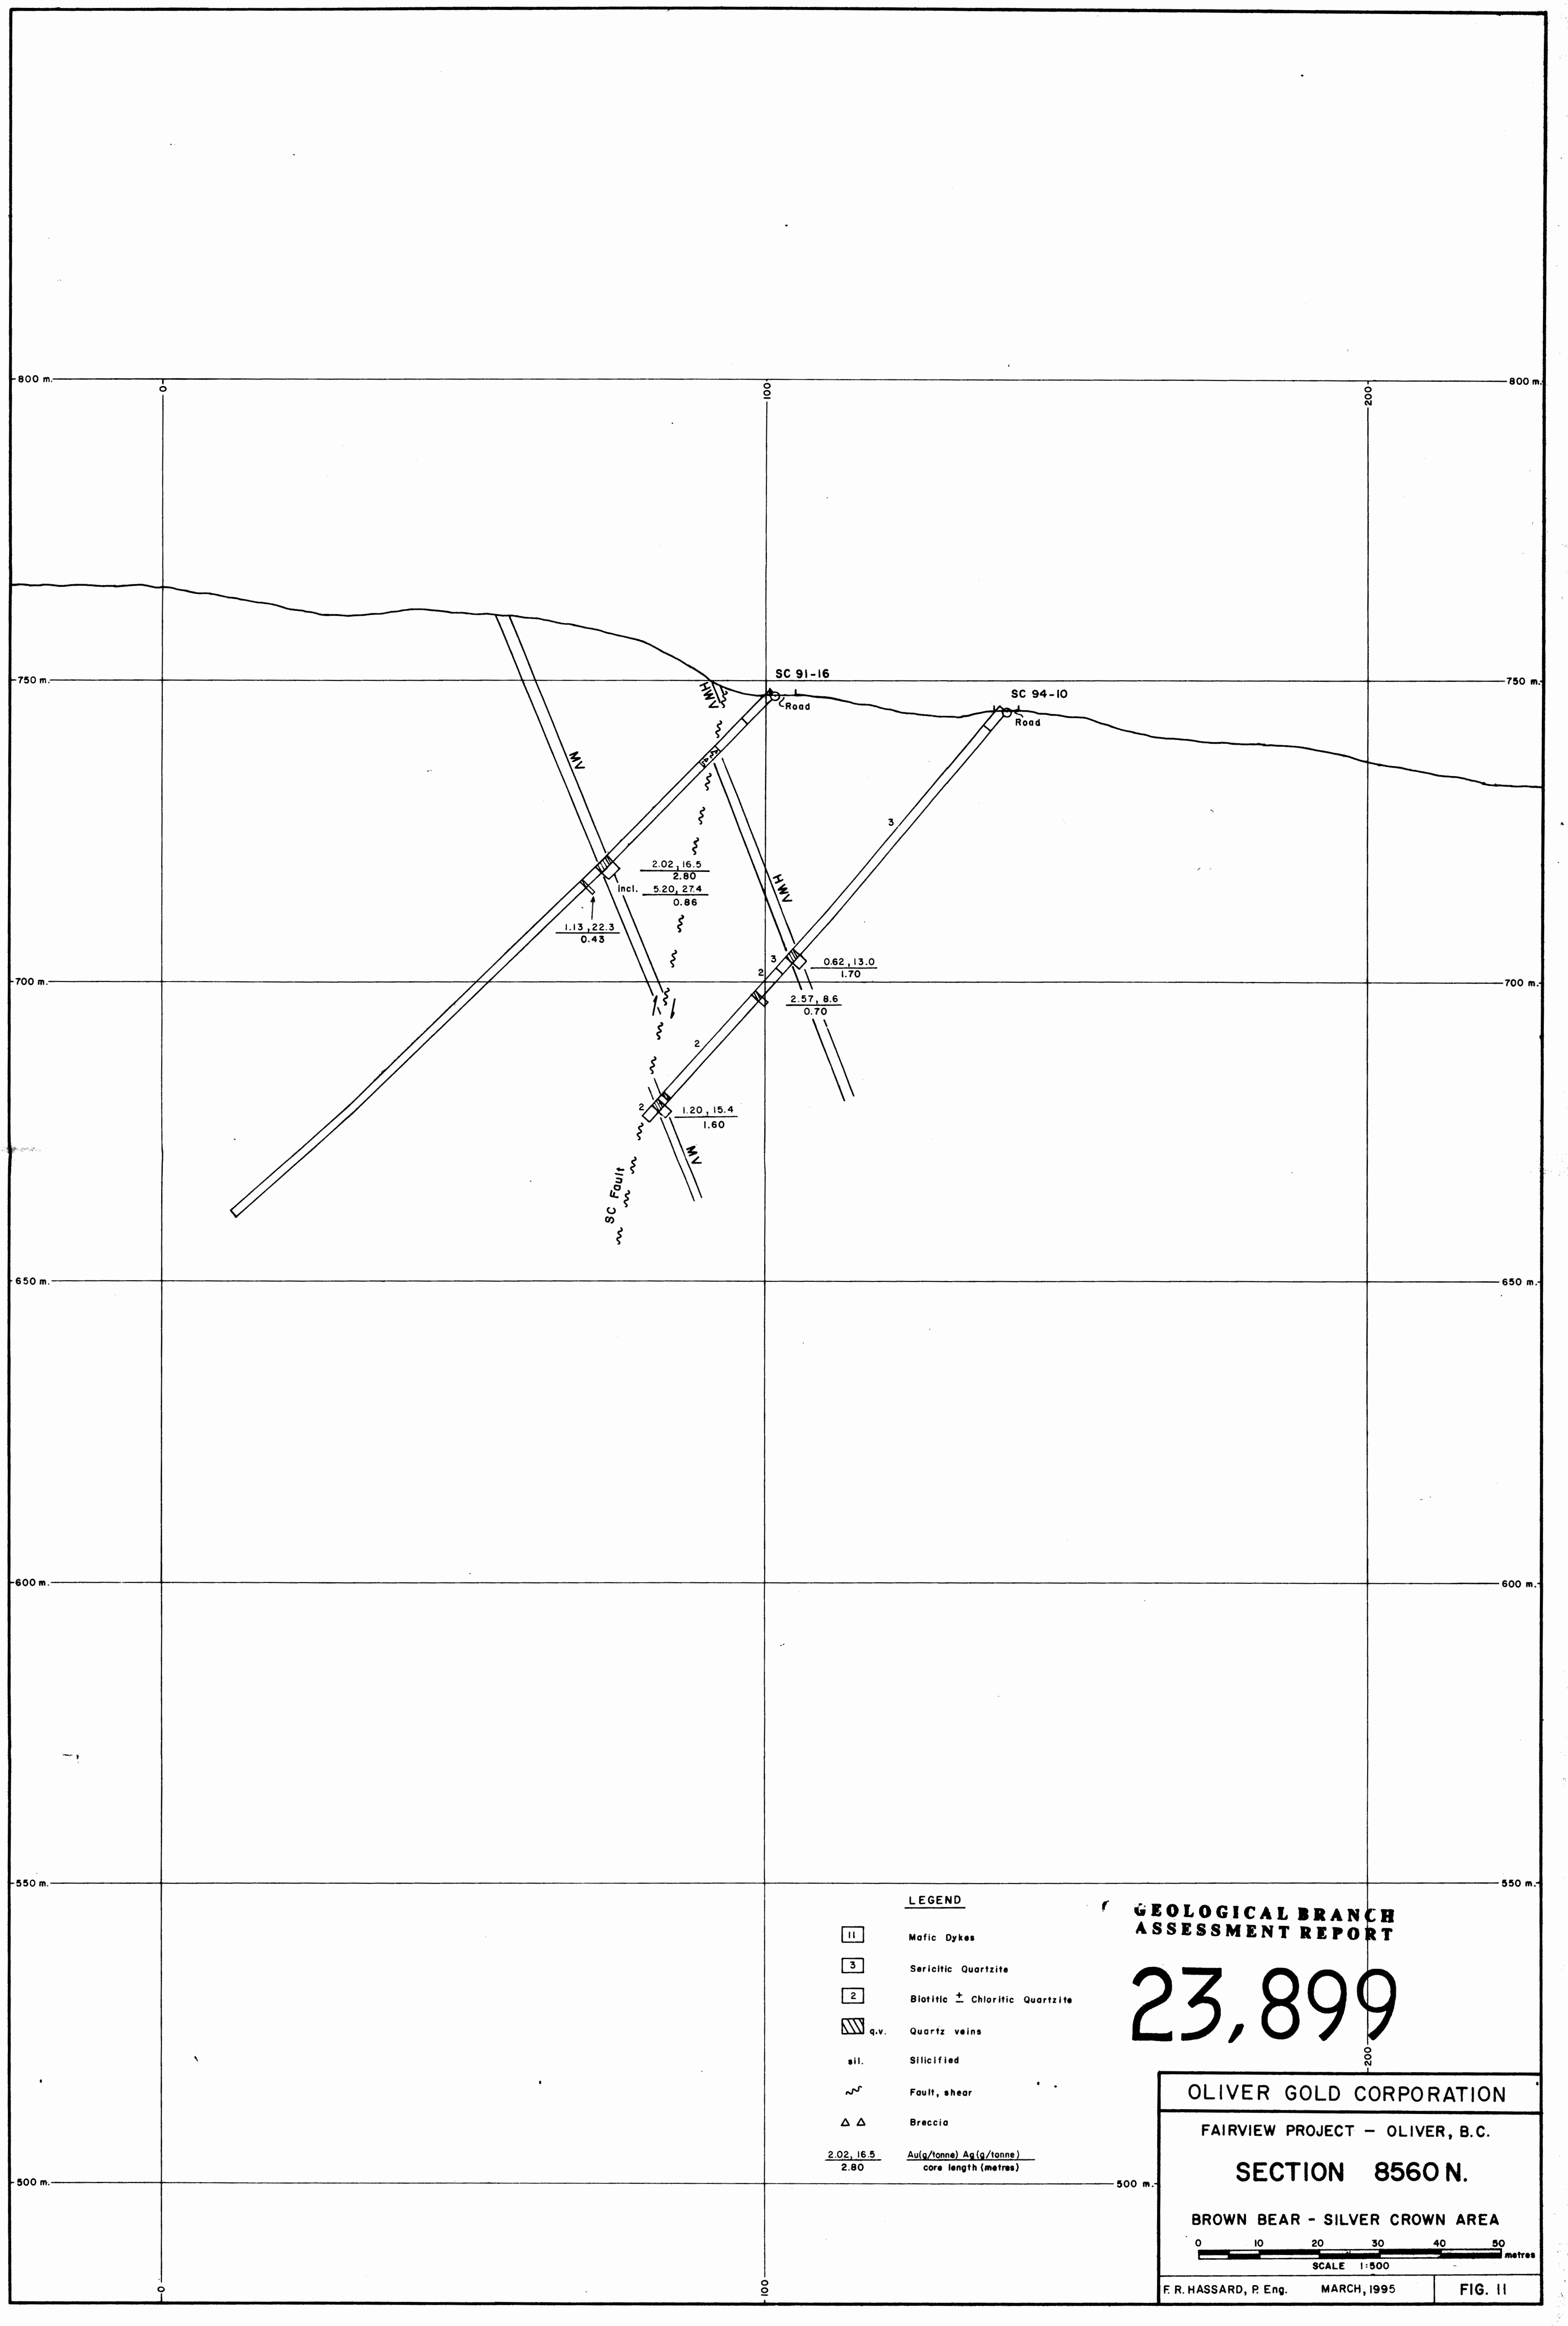 800 m.
0
100
200
800 m.
750 m.
HWV
SC 91-16
Road
SC 94-10
Road
750 m.
MV
3
2.02, 16.5
2.80
incl. 5.20, 27.4
0.86
HWV
1.13, 22.3
0.43
3
0.62, 13.0
1.70
2
700 m.
2.57, 8.6
0.70
700 m.
2
2
1.20, 15.4
1.60
MV
SC Fault
650 m.
650 m.
600 m.
600 m.
550 m.
550 m.
LEGEND
11 Mafic Dykes
3 Sericitic Quartzite
2 Biotitic ± Chloritic Quartzite
q.v. Quartz veins
sil. Silicified
Fault, shear
Breccia
2.02, 16.5 Au(g/tonne) Ag(g/tonne)
2.80 core length (metres)
GEOLOGICAL BRANCH
ASSESSMENT REPORT
23,899
200
500 m.
500 m.
OLIVER GOLD CORPORATION
FAIRVIEW PROJECT – OLIVER, B.C.
SECTION 8560 N.
BROWN BEAR - SILVER CROWN AREA
0 10 20 30 40 50
metres
SCALE 1:500
F. R. HASSARD, P. Eng. MARCH, 1995
FIG. 11
0
100